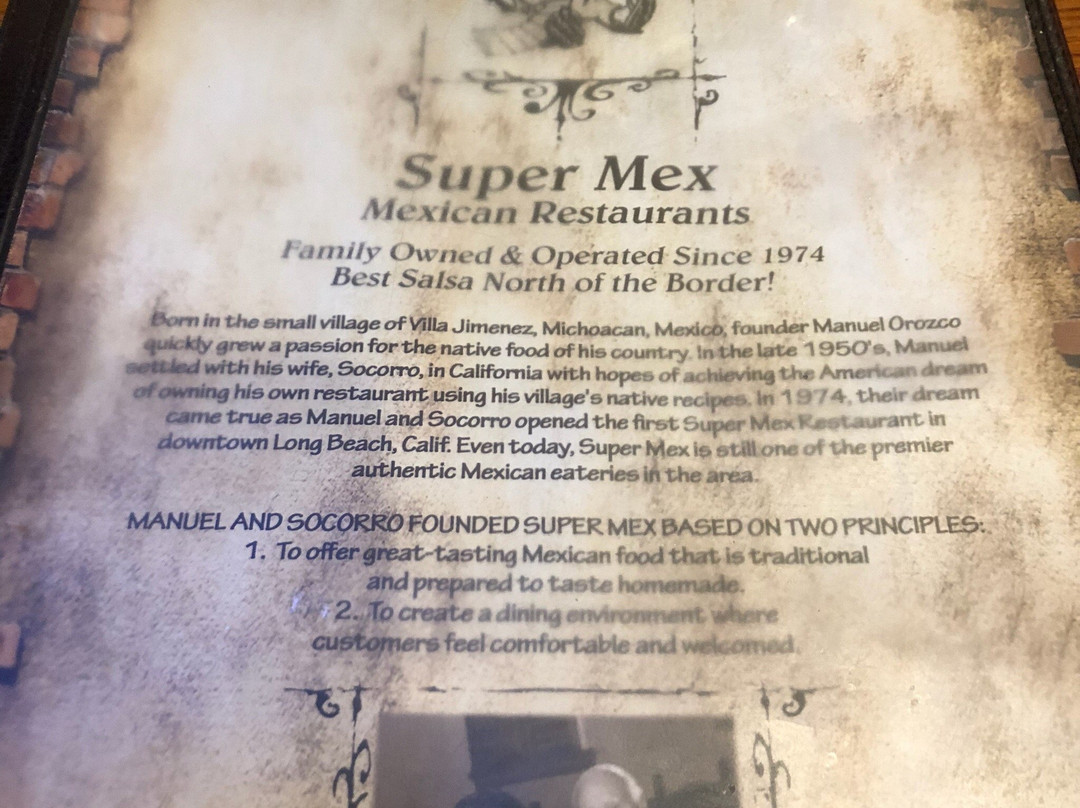 Super Mex
Mexican Restaurants
Family Owned & Operated Since 1974
Best Salsa North of the Border!
Born in the small village of Villa Jimenez, Michoacan, Mexico, founder Manuel Orozco
quickly grew a passion for the native food of his country. In the late 1950's, Manuel
settled with his wife, Socorro, in California with hopes of achieving the American dream
of owning his own restaurant using his village's native recipes. In 1974, their dream
came true as Manuel and Socorro opened the first Super Mex Restaurant in
downtown Long Beach, Calif. Even today, Super Mex is still one of the premier
authentic Mexican eateries in the area.
MANUEL AND SOCORRO FOUNDED SUPER MEX BASED ON TWO PRINCIPLES:
1. To offer great-tasting Mexican food that is traditional
and prepared to taste homemade.
2. To create a dining environment where
customers feel comfortable and welcomed.